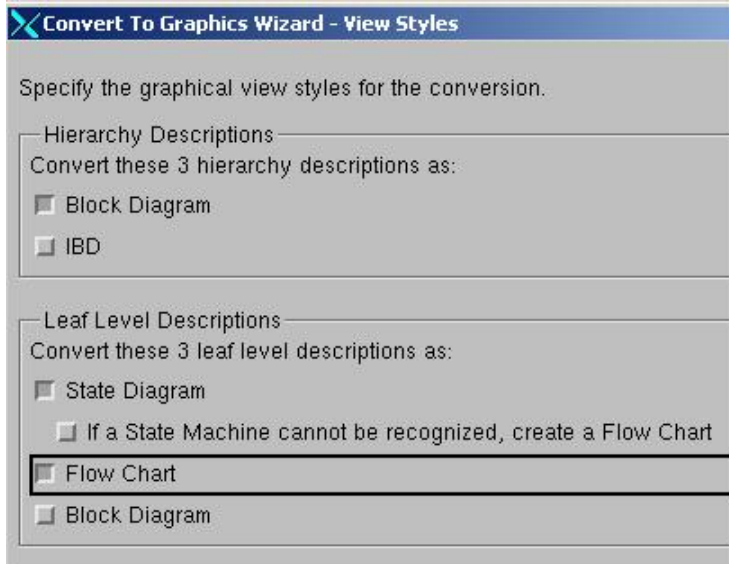 Convert To Graphics Wizard - View Styles
Specify the graphical view styles for the conversion.
Hierarchy Descriptions
Convert these 3 hierarchy descriptions as:
Block Diagram
IBD
Leaf Level Descriptions
Convert these 3 leaf level descriptions as:
State Diagram
If a State Machine cannot be recognized, create a Flow Chart
Flow Chart
Block Diagram